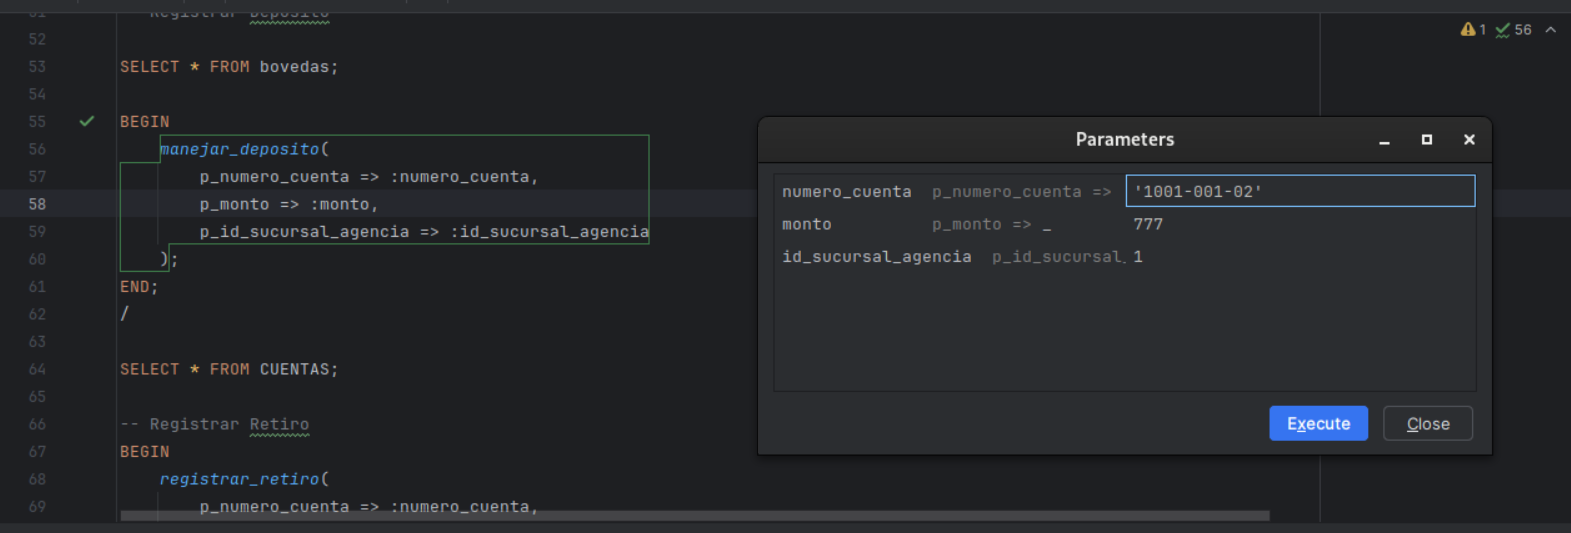 51 -- Registrar Deposito
52
53 SELECT * FROM bovedas;
54
55 BEGIN
56 manejar_deposito(
57 p_numero_cuenta => :numero_cuenta,
58 p_monto => :monto,
59 p_id_sucursal_agencia => :id_sucursal_agencia
60 );
61 END;
62 /
63
64 SELECT * FROM CUENTAS;
65
66 -- Registrar Retiro
67 BEGIN
68 registrar_retiro(
69 p_numero_cuenta => :numero_cuenta,
1 56
Parameters
numero_cuenta p_numero_cuenta => '1001-001-02'
monto p_monto => _ 777
id_sucursal_agencia p_id_sucursal_ 1
Execute Close